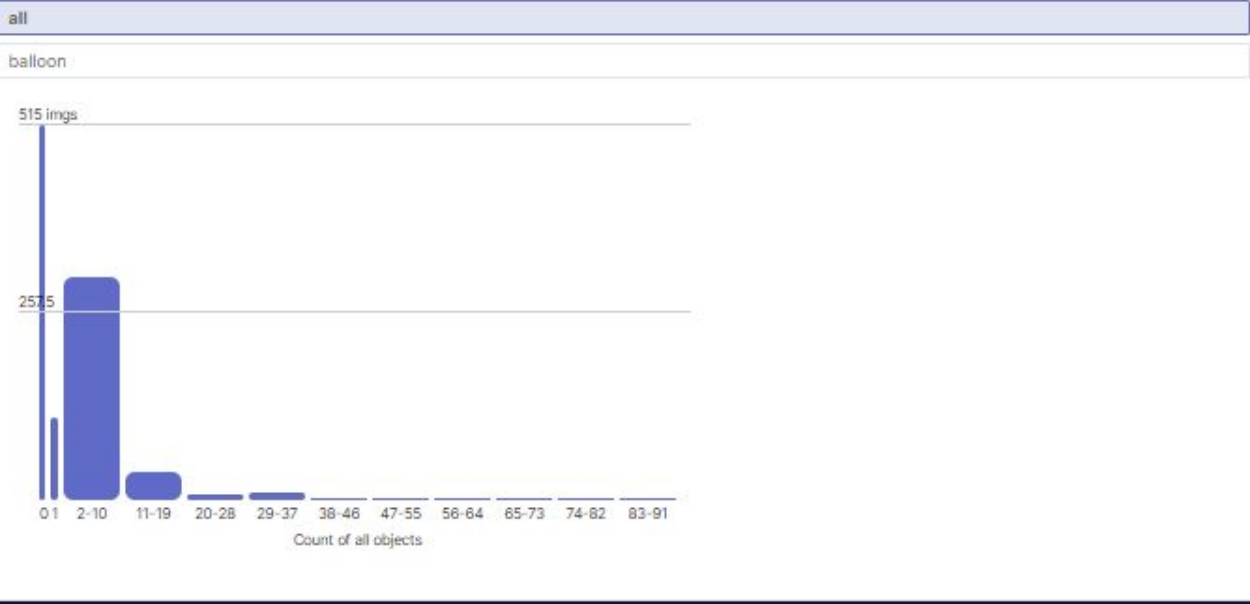 all
balloon
515 imgs
257.5
0 1 2-10 11-19 20-28 29-37 38-46 47-55 56-64 65-73 74-82 83-91
Count of all objects